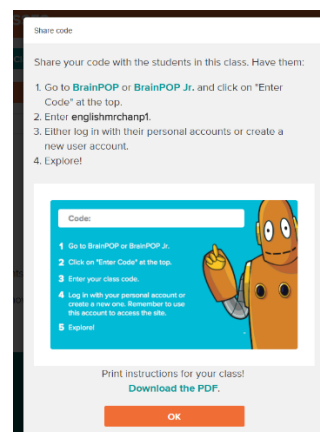 Share code
Share your code with the students in this class. Have them:
1. Go to BrainPOP or BrainPOP Jr. and click on "Enter
Code" at the top.
2. Enter englishmrchanp1.
3. Either log in with their personal accounts or create a
new user account.
4. Explore!
Code:
1 Go to BrainPOP or BrainPOP Jr.
2 Click on "Enter Code" at the top.
3 Enter your class code.
4 Log in with your personal account or
create a new one. Remember to use
this account to access the site.
5 Explore!
Print instructions for your class!
Download the PDF.
OK